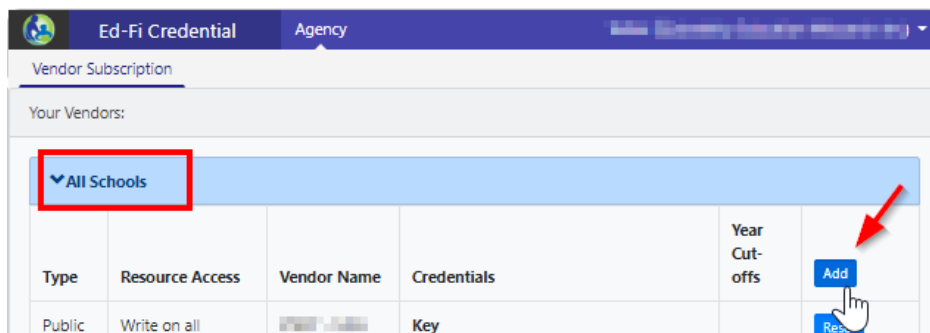 Ed-Fi Credential Agency
Vendor Subscription
Your Vendors:
All Schools
Type Resource Access Vendor Name Credentials Year Cut-offs Add
Public Write on all Key